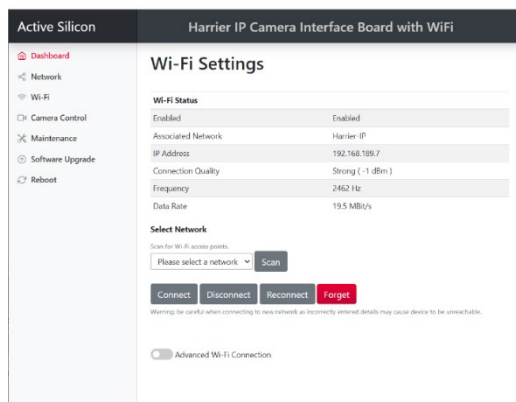 Active Silicon
Harrier IP Camera Interface Board with WiFi
Dashboard
Network
Wi-Fi
Camera Control
Maintenance
Software Upgrade
Reboot
Wi-Fi Settings
Wi-Fi Status
Enabled Enabled
Associated Network Harrier-IP
IP Address 192.168.189.7
Connection Quality Strong ( -1 dBm )
Frequency 2462 Hz
Data Rate 19.5 MBit/s
Select Network
Scan for Wi-Fi access points.
Please select a network Scan
Connect Disconnect Reconnect Forget
Warning: be careful when connecting to new network as incorrectly entered details may cause device to be unreachable.
Advanced Wi-Fi Connection